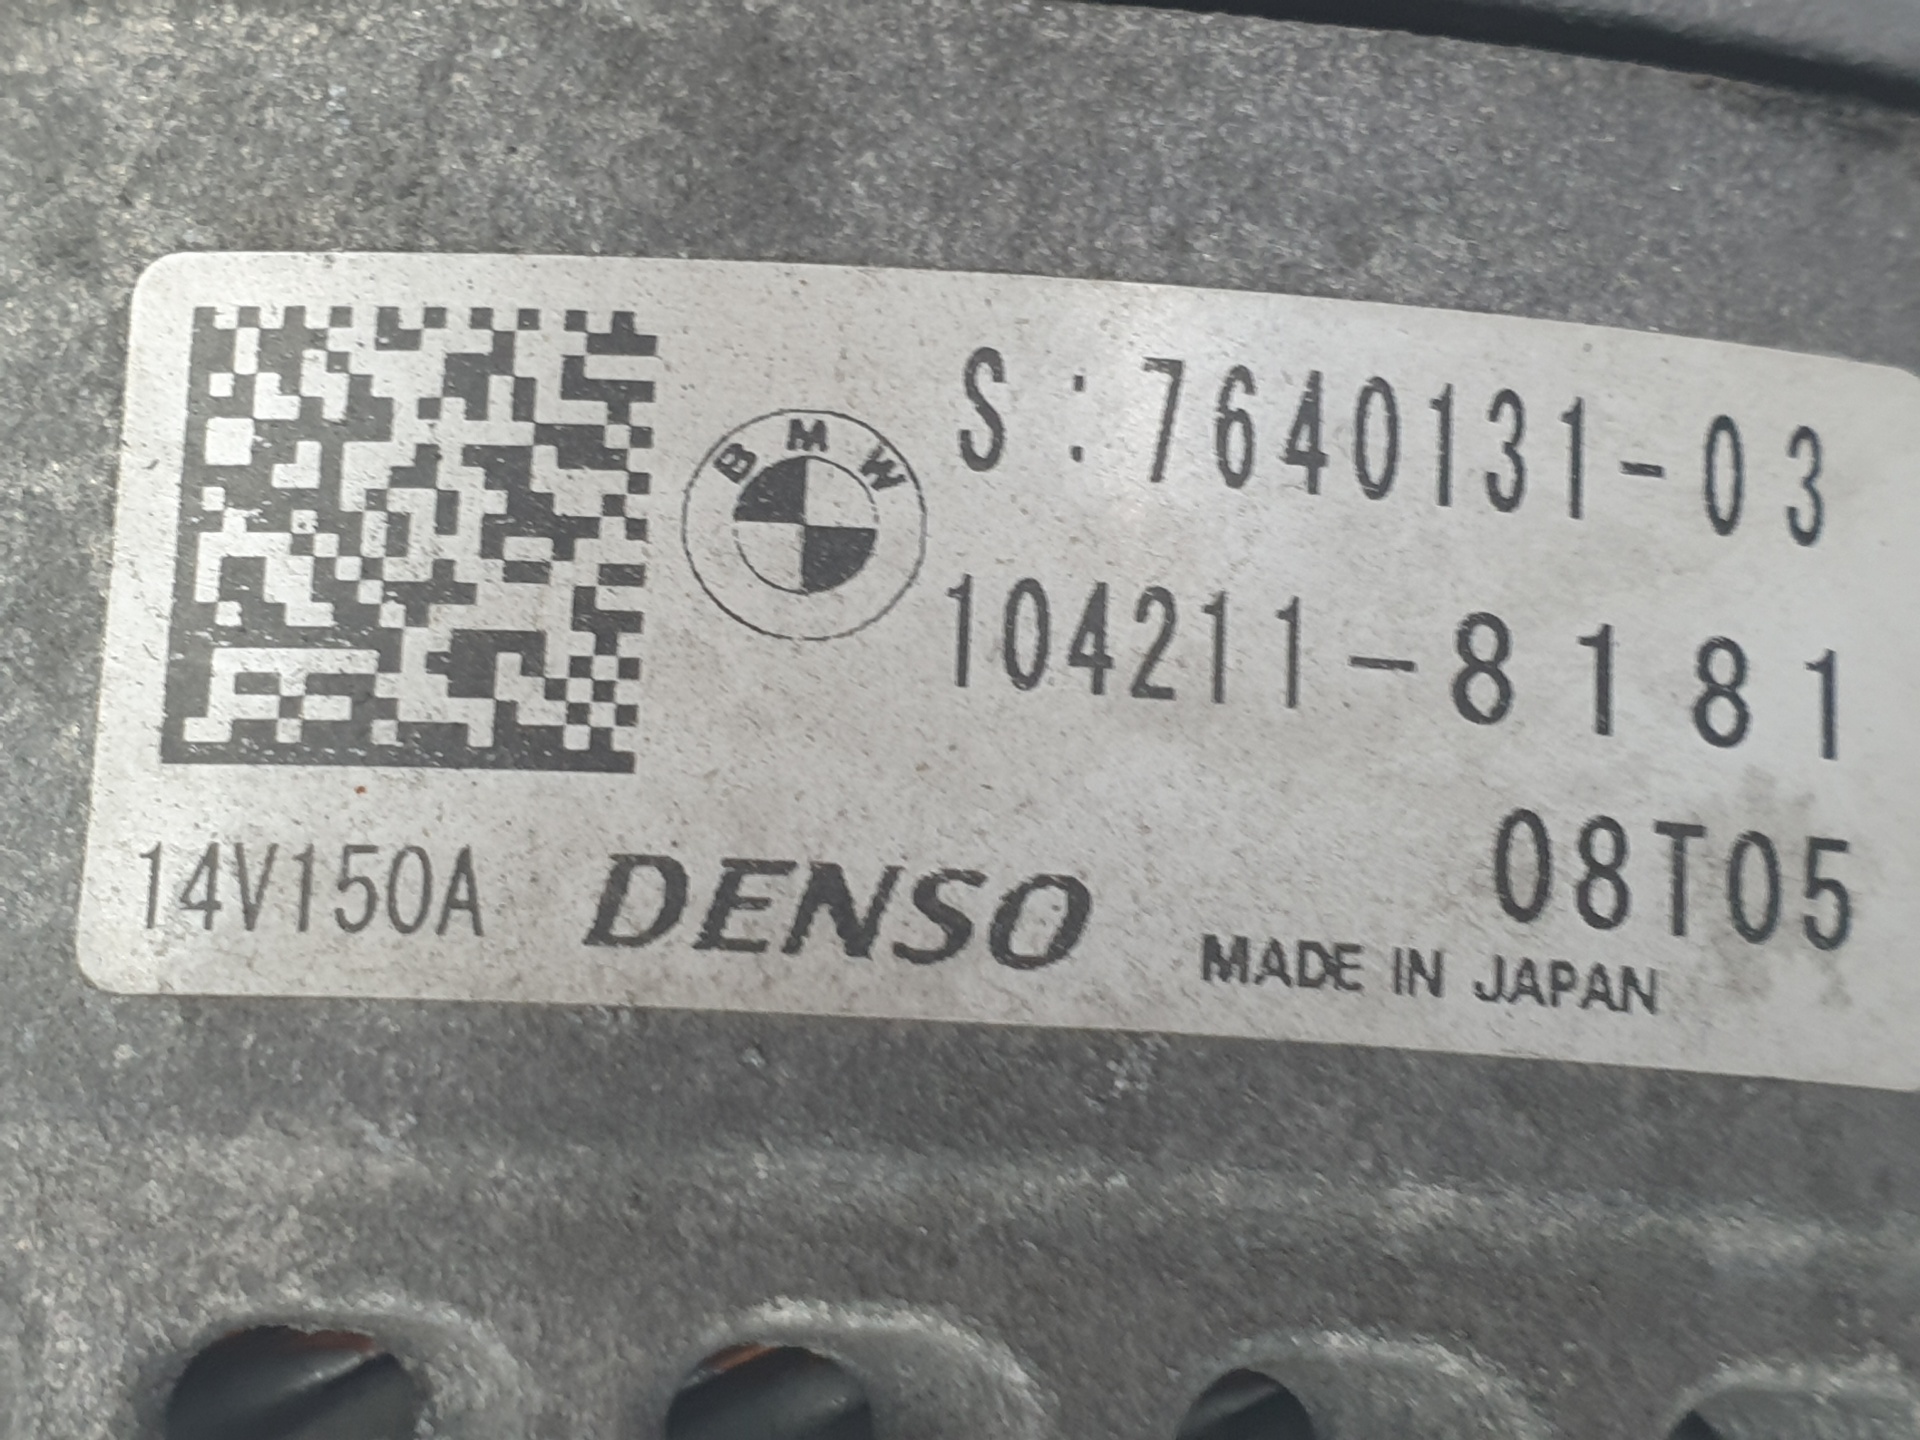 BMW
S:7640131-03
104211-8181
08T05
14V150A
DENSO
MADE IN JAPAN